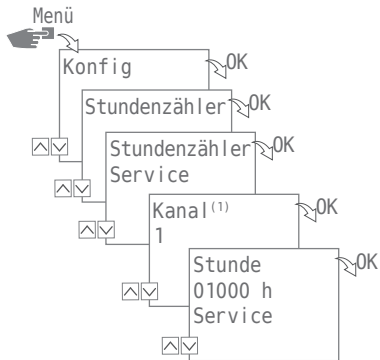 Menü
Konfig
OK
Stundenzähler
OK
Stundenzähler
OK
Service
Kanal(1)
OK
1
Stunde
OK
01000 h
Service